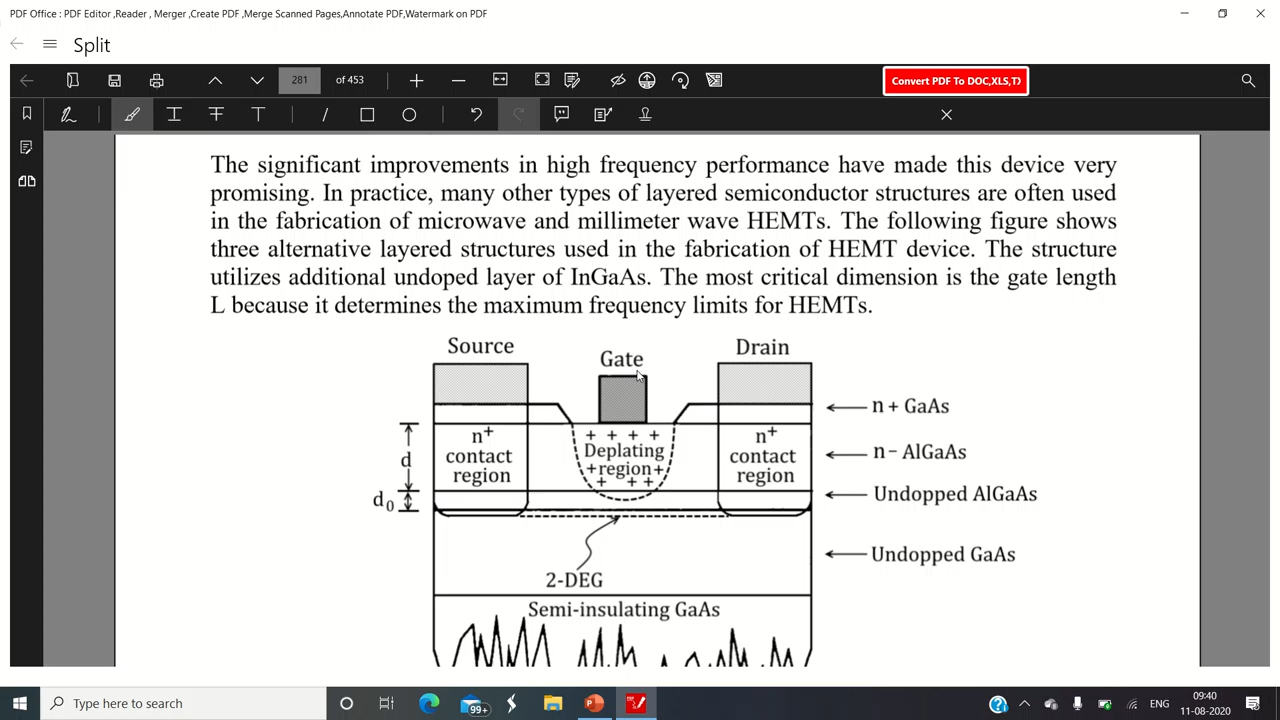 PDF Office : PDF Editor ,Reader , Merger ,Create PDF ,Merge Scanned Pages,Annotate PDF,Watermark on PDF
Split
281 of 453
Convert PDF To DOC,XLS,TX
The significant improvements in high frequency performance have made this device very
promising. In practice, many other types of layered semiconductor structures are often used
in the fabrication of microwave and millimeter wave HEMTs. The following figure shows
three alternative layered structures used in the fabrication of HEMT device. The structure
utilizes additional undoped layer of InGaAs. The most critical dimension is the gate length
L because it determines the maximum frequency limits for HEMTs.
Source
Gate
Drain
n + GaAs
n+
contact
region
+ + + +
Deplating
+region+
+ + +
n+
contact
region
d
n − AlGaAs
d0
Undopped AlGaAs
Undopped GaAs
2-DEG
Semi-insulating GaAs
Type here to search
99+
ENG
09:40
11-08-2020